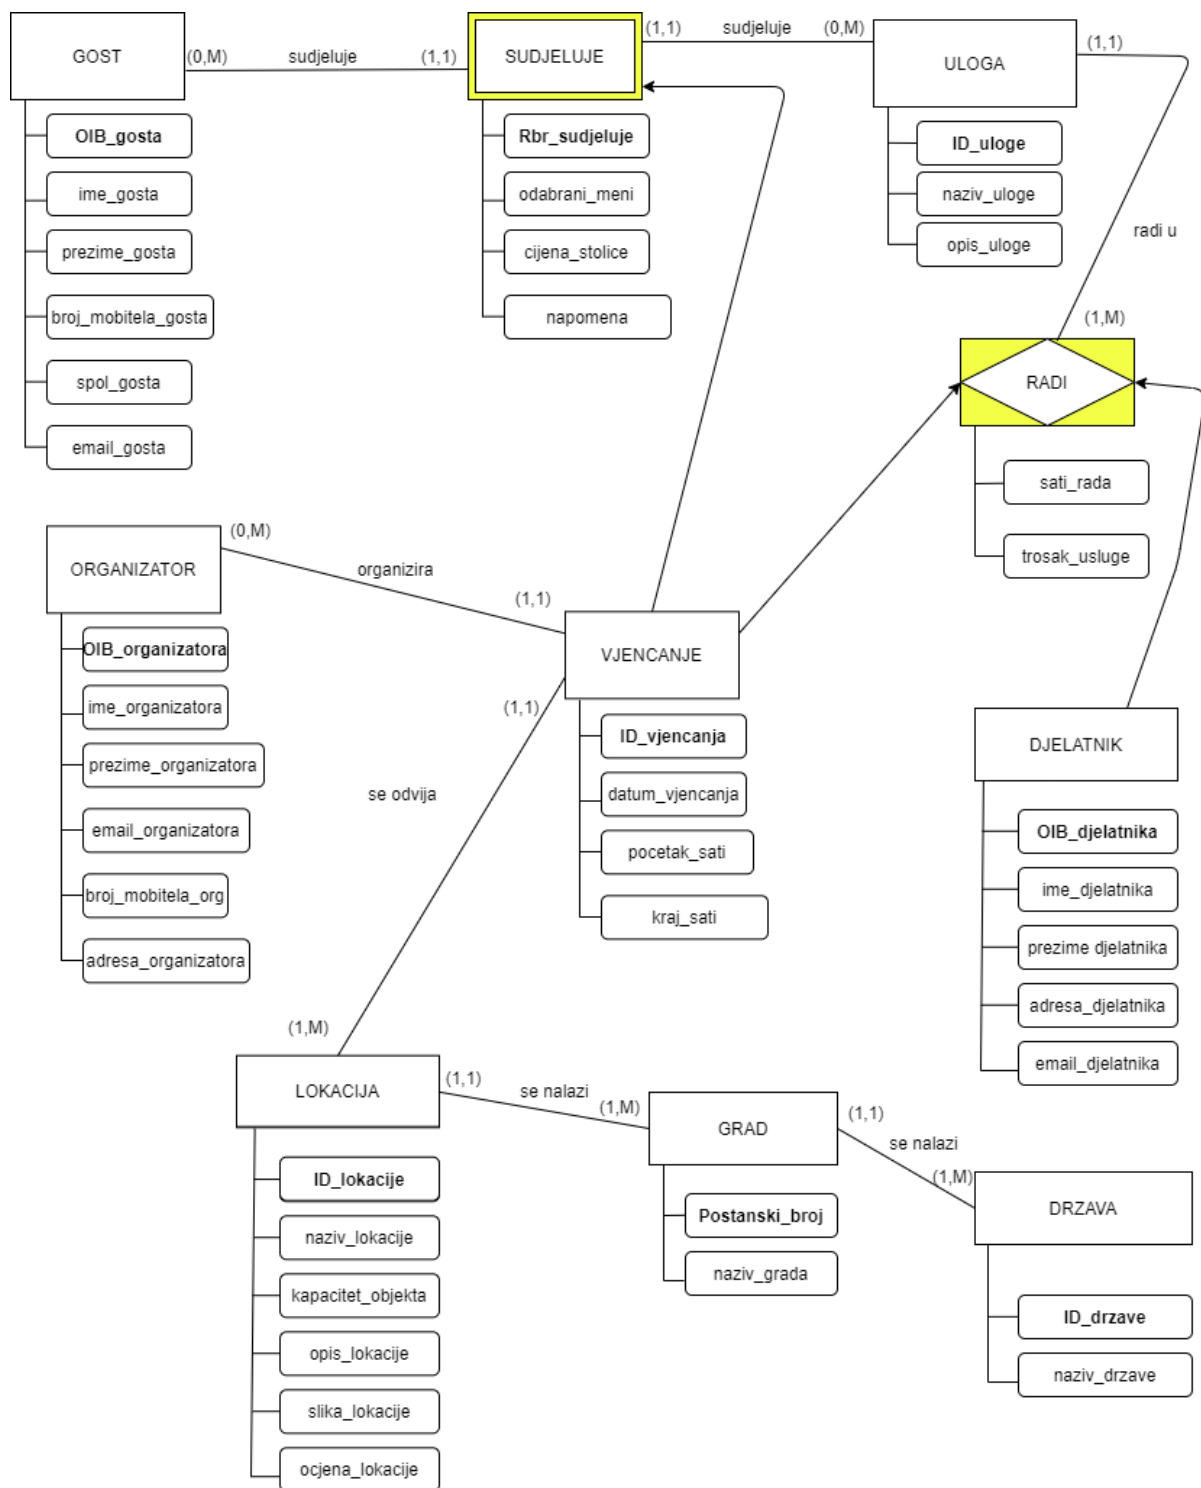 GOST
(0,M)
sudjeluje
(1,1)
SUDJELUJE
(1,1)
sudjeluje
(0,M)
ULOGA
(1,1)
OIB_gosta
ime_gosta
prezime_gosta
broj_mobitela_gosta
spol_gosta
email_gosta
Rbr_sudjeluje
odabrani_meni
cijena_stolice
napomena
ID_uloge
naziv_uloge
opis_uloge
radi u
(1,M)
RADI
sati_rada
trosak_usluge
ORGANIZATOR
(0,M)
organizira
(1,1)
VJENCANJE
(1,1)
OIB_organizatora
ime_organizatora
prezime_organizatora
email_organizatora
broj_mobitela_org
adresa_organizatora
ID_vjencanja
datum_vjencanja
pocetak_sati
kraj_sati
DJELATNIK
OIB_djelatnika
ime_djelatnika
prezime djelatnika
adresa_djelatnika
email_djelatnika
se odvija
(1,M)
LOKACIJA
(1,1)
se nalazi
(1,M)
GRAD
(1,1)
se nalazi
(1,M)
DRZAVA
ID_lokacije
naziv_lokacije
kapacitet_objekta
opis_lokacije
slika_lokacije
ocjena_lokacije
Postanski_broj
naziv_grada
ID_drzave
naziv_drzave